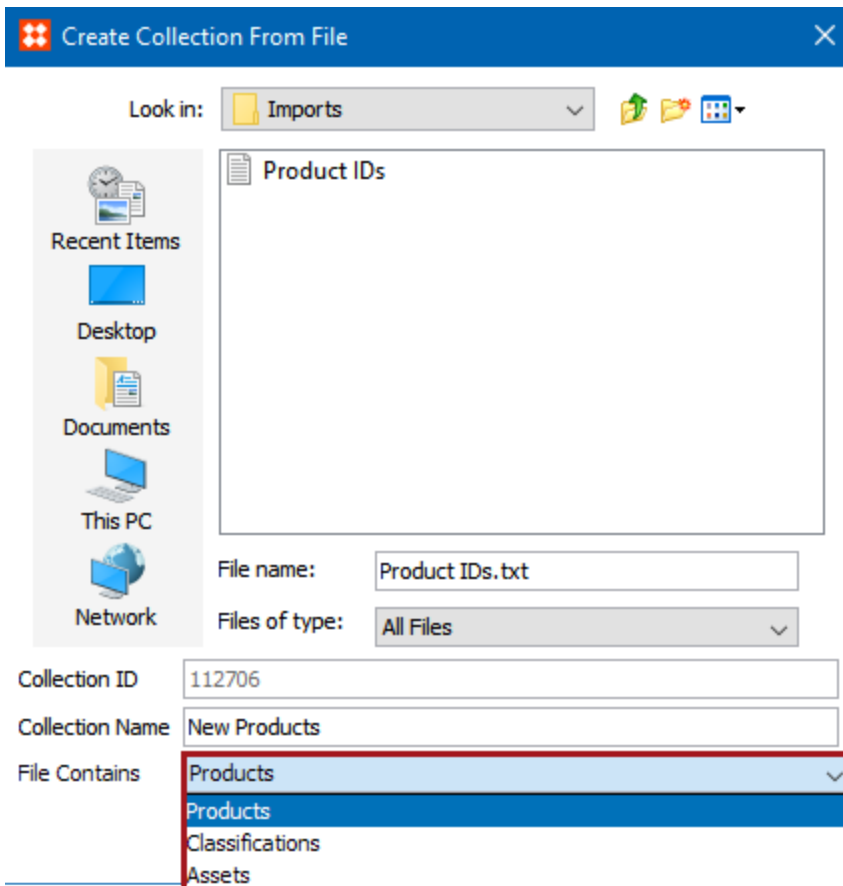 Create Collection From File
Look in: Imports
Product IDs
Recent Items
Desktop
Documents
This PC
Network
File name: Product IDs.txt
Files of type: All Files
Collection ID 112706
Collection Name New Products
File Contains Products
Products
Classifications
Assets